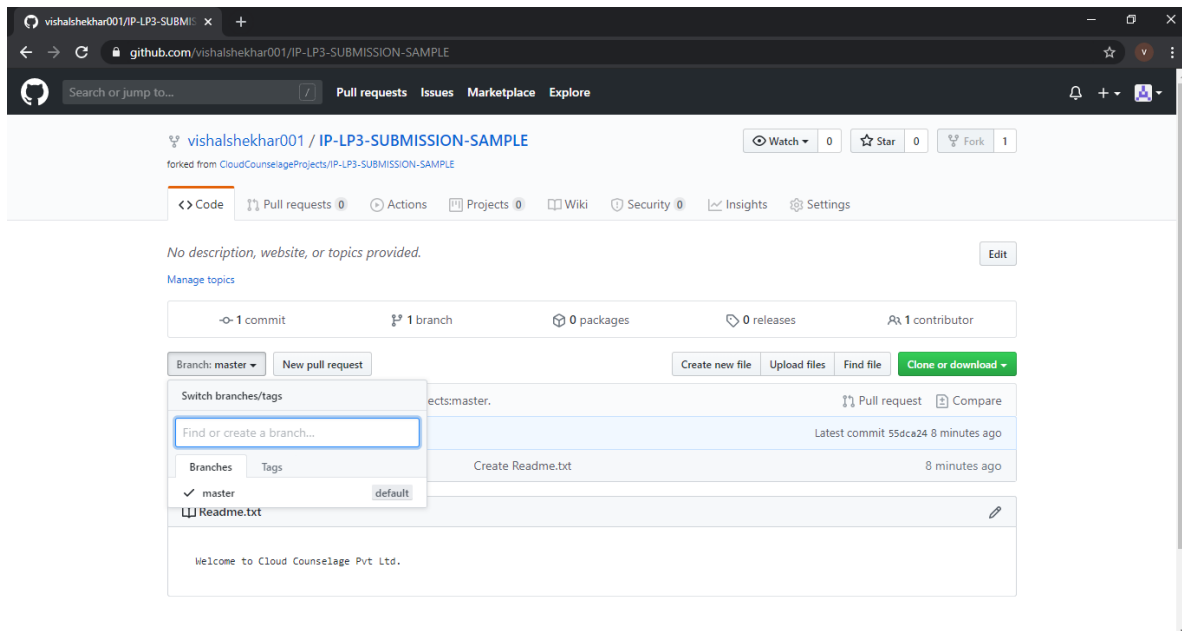 vishalshekhar001/IP-LP3-SUBMIS
github.com/vishalshekhar001/IP-LP3-SUBMISSION-SAMPLE
V
Search or jump to... / Pull requests Issues Marketplace Explore
vishalshekhar001 / IP-LP3-SUBMISSION-SAMPLE Watch 0 Star 0 Fork 1
forked from CloudCounselageProjects/IP-LP3-SUBMISSION-SAMPLE
Code Pull requests 0 Actions Projects 0 Wiki Security 0 Insights Settings
No description, website, or topics provided. Edit
Manage topics
1 commit 1 branch 0 packages 0 releases 1 contributor
Branch: master New pull request Create new file Upload files Find file Clone or download
Switch branches/tags
ects:master. Pull request Compare
Find or create a branch... Latest commit 55dca24 8 minutes ago
Branches Tags Create Readme.txt 8 minutes ago
master default
Readme.txt
Welcome to Cloud Counselage Pvt Ltd.